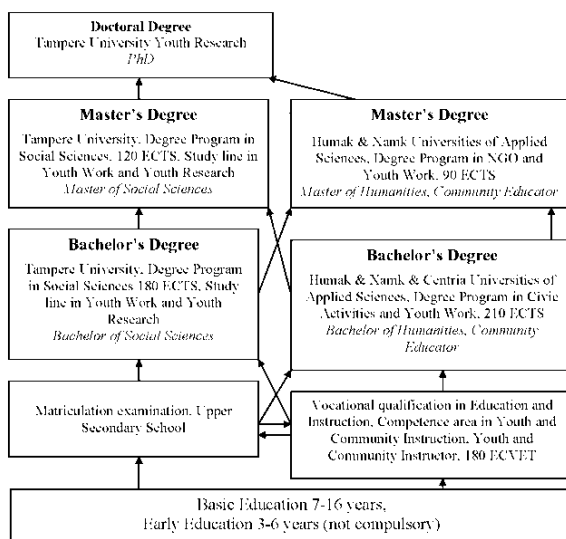 Doctoral Degree
Tampere University Youth Research
PhD
Master's Degree
Tampere University, Degree Program in
Social Sciences, 120 ECTS, Study line in
Youth Work and Youth Research
Master of Social Sciences
Master's Degree
Humak & Xamk Universities of Applied
Sciences, Degree Program in NGO and
Youth Work, 90 ECTS
Master of Humanities, Community Educator
Bachelor's Degree
Tampere University, Degree Program
in Social Sciences 180 ECTS, Study
line in Youth Work and Youth
Research
Bachelor of Social Sciences
Bachelor's Degree
Humak & Xamk & Centria Universities of
Applied Sciences, Degree Program in Civic
Activities and Youth Work, 210 ECTS
Bachelor of Humanities, Community
Educator
Matriculation examination, Upper
Secondary School
Vocational qualification in Education and
Instruction, Competence area in Youth and
Community Instruction, Youth and
Community Instructor, 180 ECVET
Basic Education 7-16 years,
Early Education 3-6 years (not compulsory)